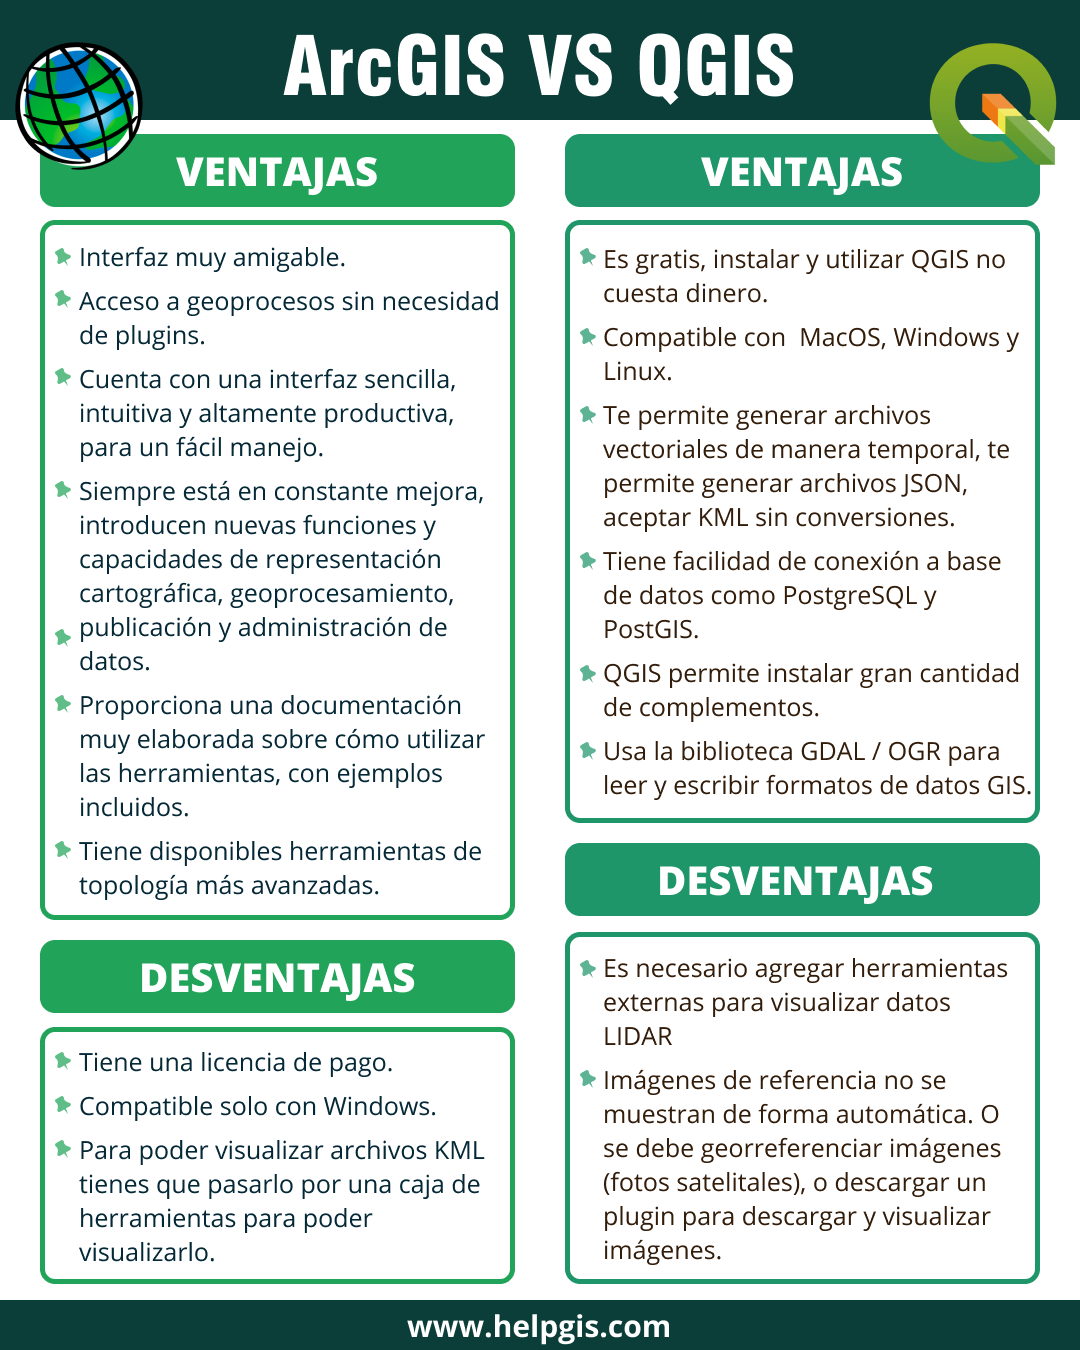 ArcGIS VS QGIS
VENTAJAS
Interfaz muy amigable.
Acceso a geoprocesos sin necesidad
de plugins.
Cuenta con una interfaz sencilla,
intuitiva y altamente productiva,
para un fácil manejo.
Siempre está en constante mejora,
introducen nuevas funciones y
capacidades de representación
cartográfica, geoprocesamiento,
publicación y administración de
datos.
Proporciona una documentación
muy elaborada sobre cómo utilizar
las herramientas, con ejemplos
incluidos.
Tiene disponibles herramientas de
topología más avanzadas.
DESVENTAJAS
Tiene una licencia de pago.
Compatible solo con Windows.
Para poder visualizar archivos KML
tienes que pasarlo por una caja de
herramientas para poder
visualizarlo.
VENTAJAS
Es gratis, instalar y utilizar QGIS no
cuesta dinero.
Compatible con  MacOS, Windows y
Linux.
Te permite generar archivos
vectoriales de manera temporal, te
permite generar archivos JSON,
aceptar KML sin conversiones.
Tiene facilidad de conexión a base
de datos como PostgreSQL y
PostGIS.
QGIS permite instalar gran cantidad
de complementos.
Usa la biblioteca GDAL / OGR para
leer y escribir formatos de datos GIS.
DESVENTAJAS
Es necesario agregar herramientas
externas para visualizar datos
LIDAR
Imágenes de referencia no se
muestran de forma automática. O
se debe georreferenciar imágenes
(fotos satelitales), o descargar un
plugin para descargar y visualizar
imágenes.
www.helpgis.com